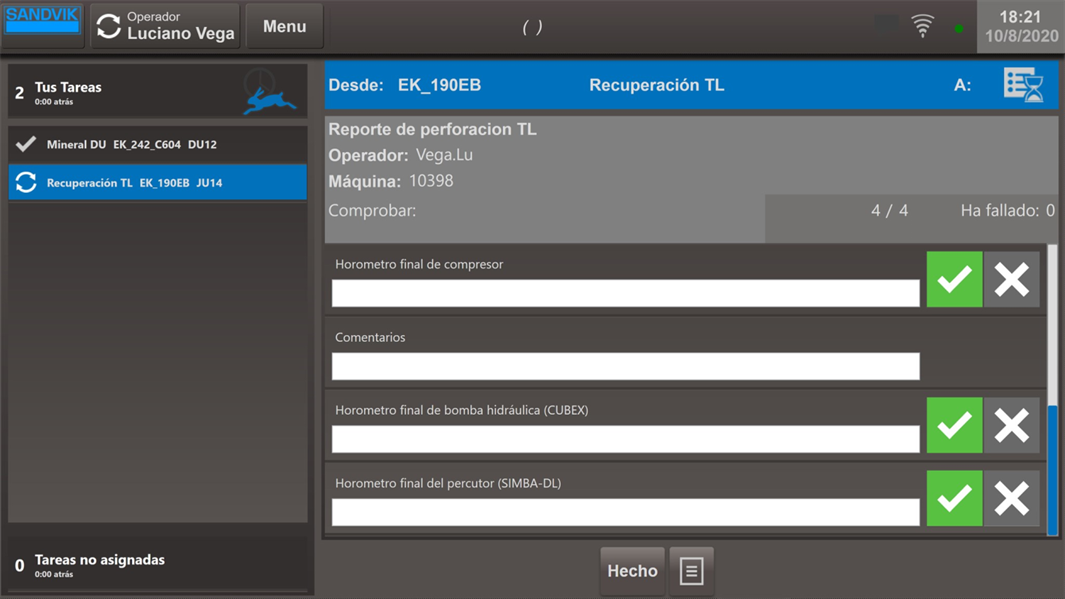 SANDVIK
Operador
Luciano Vega
Menu
( )
18:21
10/8/2020
2 Tus Tareas
0:00 atrás
Mineral DU EK_242_C604 DU12
Recuperación TL EK_190EB JU14
0 Tareas no asignadas
0:00 atrás
Desde: EK_190EB Recuperación TL A:
Reporte de perforacion TL
Operador: Vega.Lu
Máquina: 10398
Comprobar: 4 / 4 Ha fallado: 0
Horometro final de compresor
Comentarios
Horometro final de bomba hidráulica (CUBEX)
Horometro final del percutor (SIMBA-DL)
Hecho